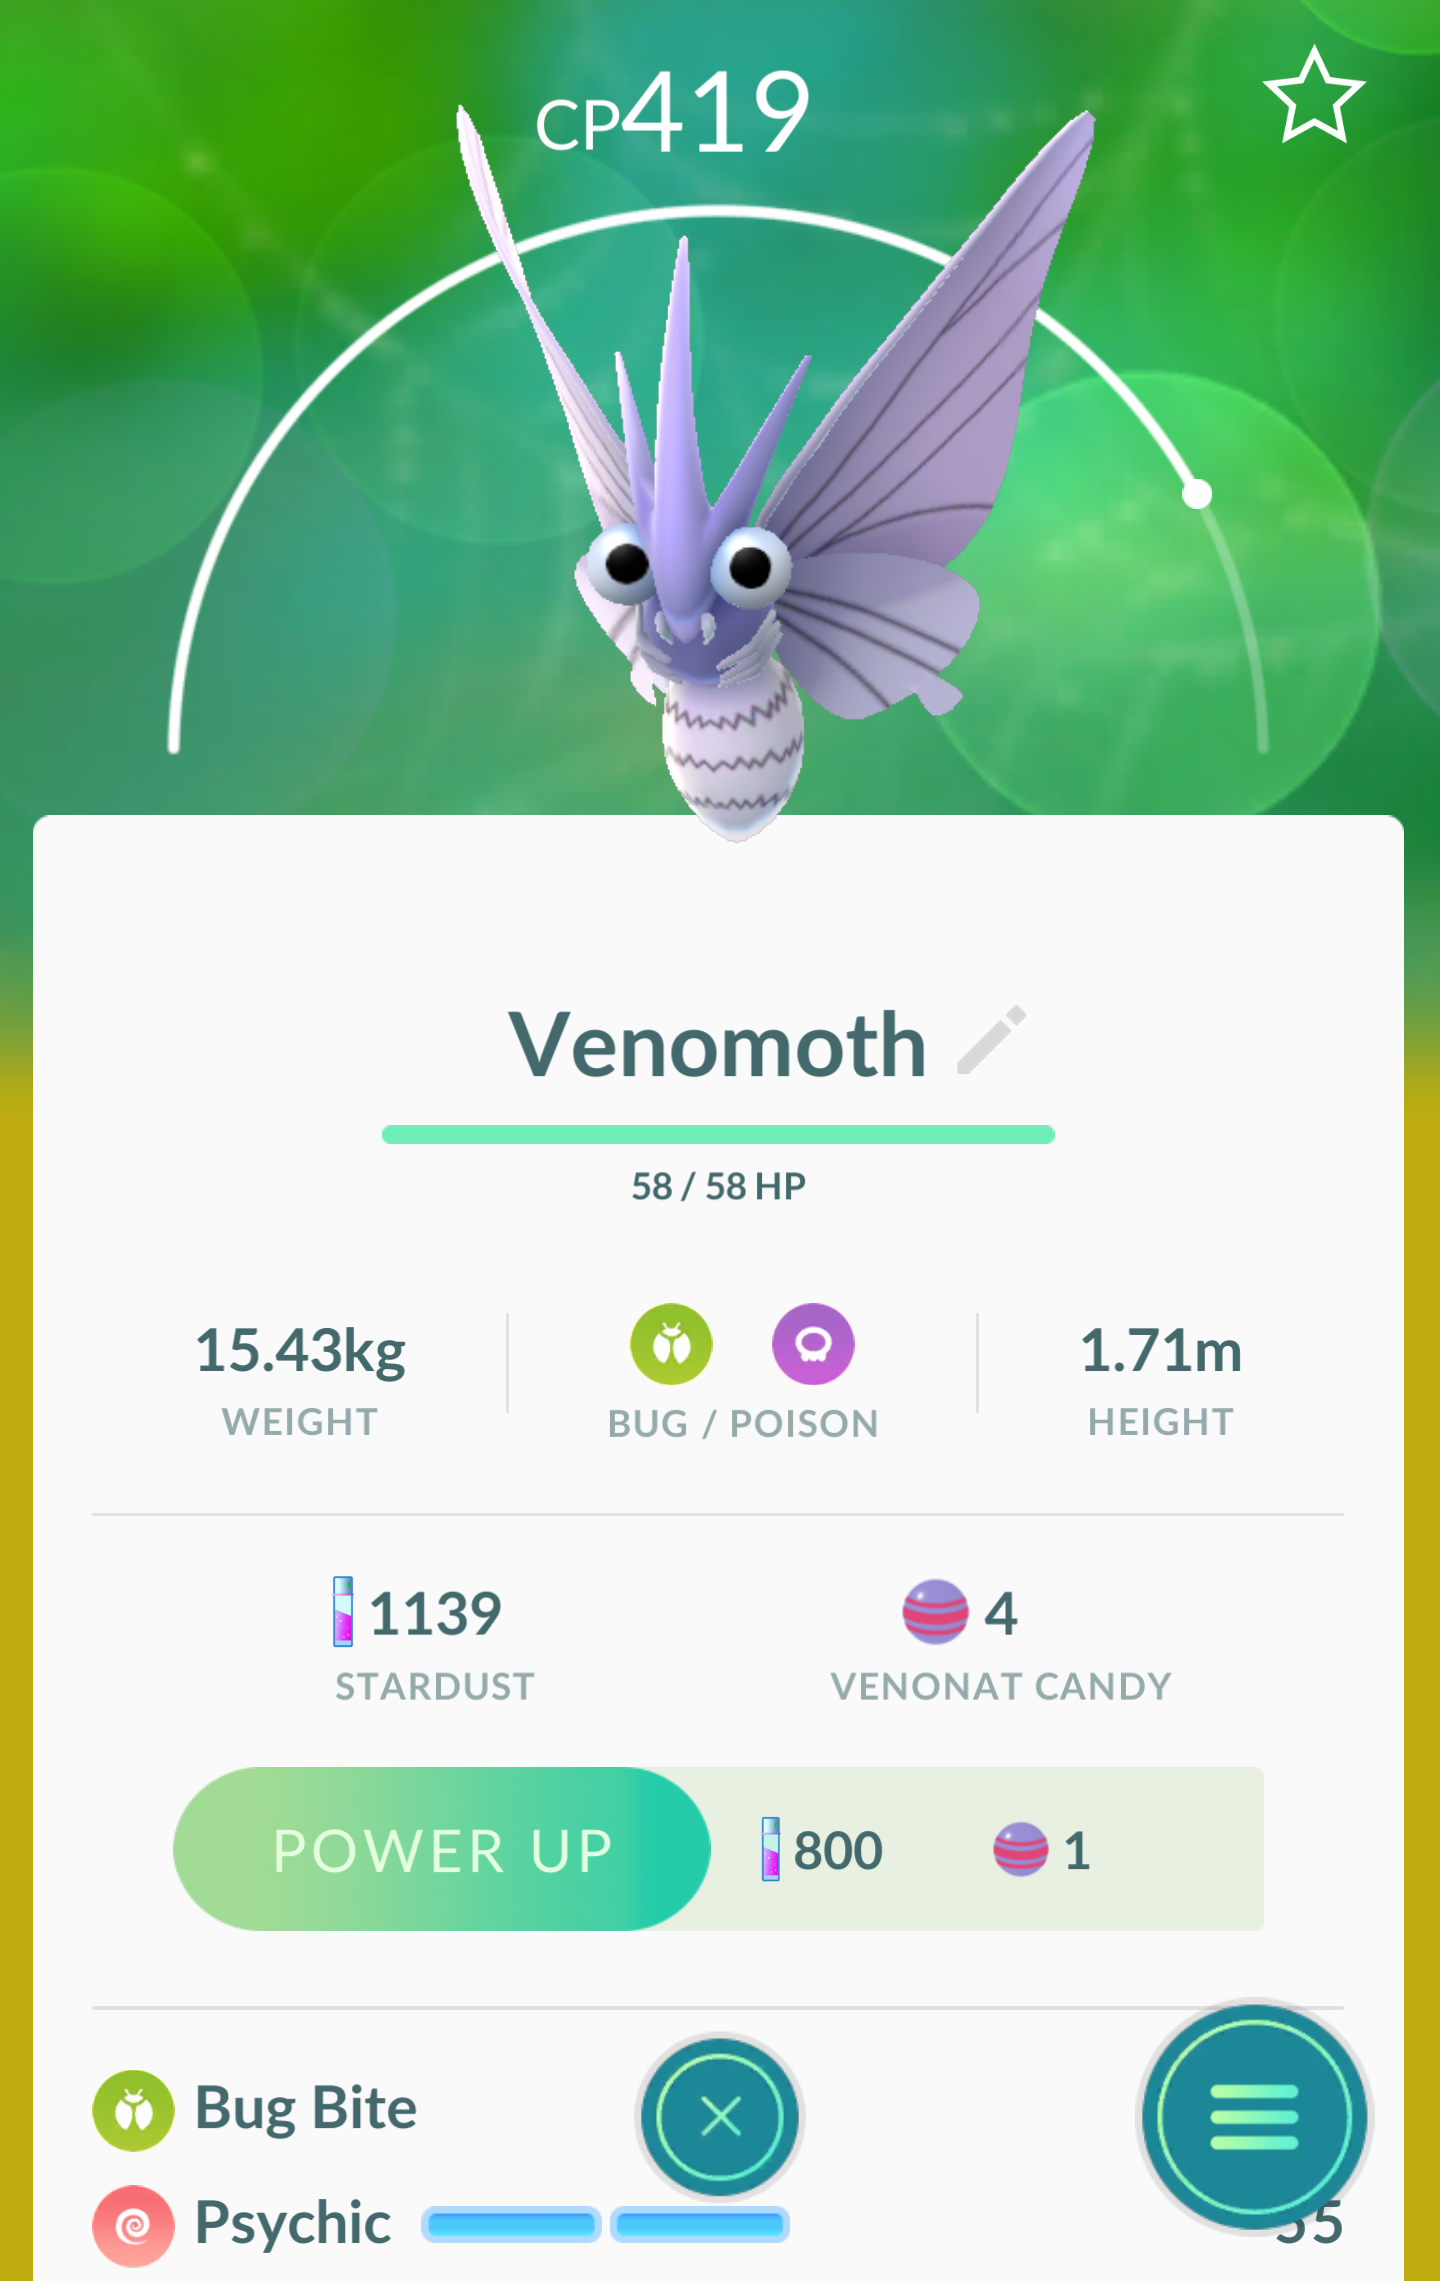 CP419
Venomoth
58 / 58 HP
15.43kg
WEIGHT
BUG / POISON
1.71m
HEIGHT
1139
STARDUST
4
VENONAT CANDY
POWER UP 800 1
Bug Bite
Psychic